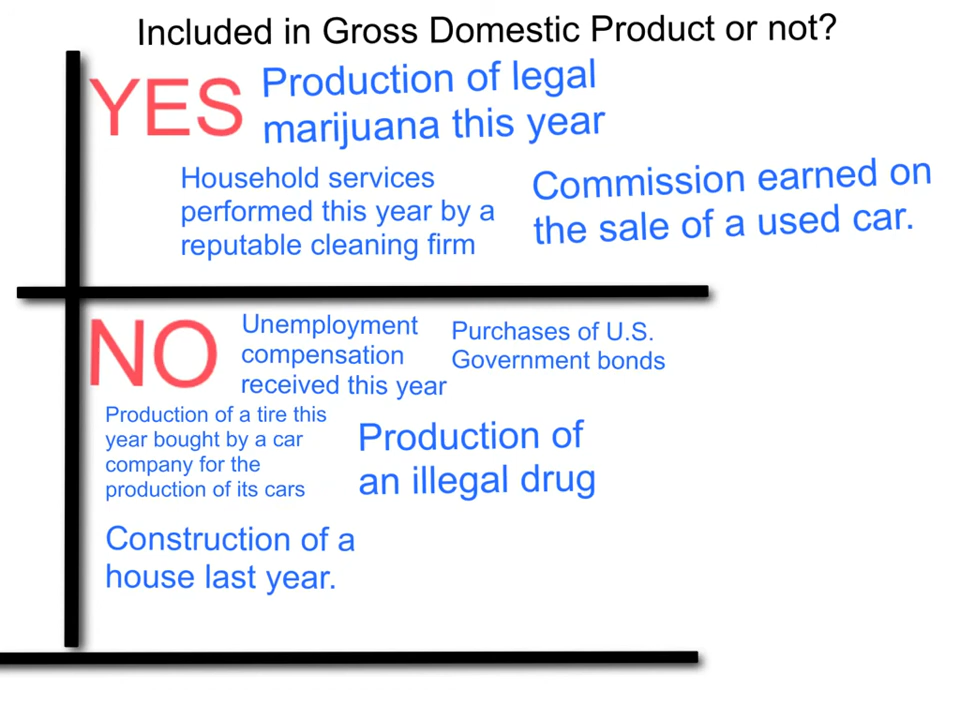 Included in Gross Domestic Product or not?
YES
Production of legal
marijuana this year
Household services
performed this year by a
reputable cleaning firm
Commission earned on
the sale of a used car.
NO
Unemployment
compensation
received this year
Purchases of U.S.
Government bonds
Production of a tire this
year bought by a car
company for the
production of its cars
Production of
an illegal drug
Construction of a
house last year.